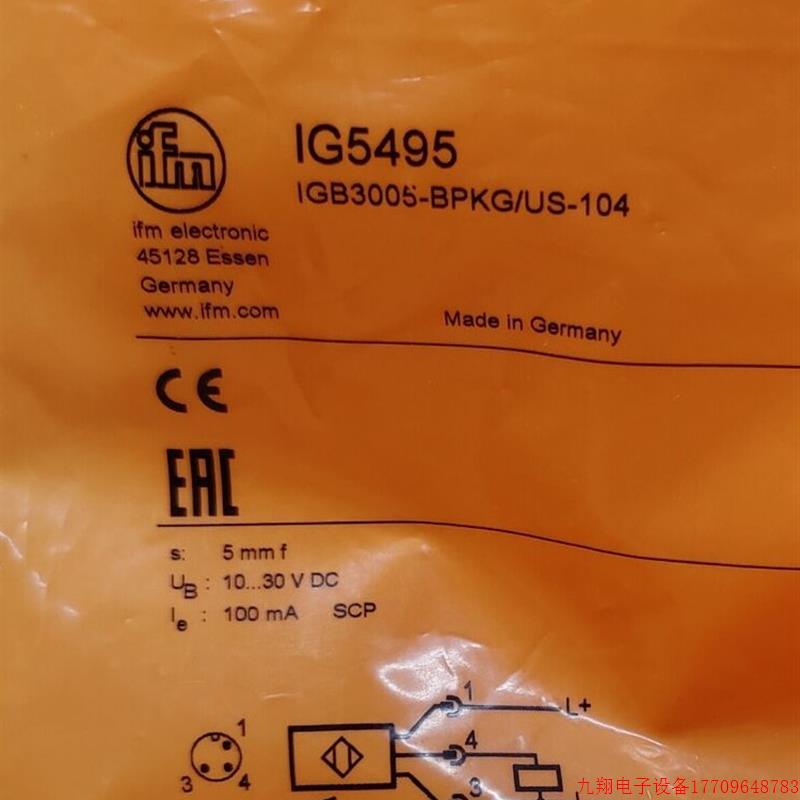 ifm
IG5495
IGB3005-BPKG/US-104
ifm electronic
45128 Essen
Germany
www.ifm.com
Made in Germany
CE
EAC
s: 5 mm f
UB : 10...30 V DC
Ie : 100 mA SCP
1
3 4
1
L+
4
3
九翔电子设备17709648783